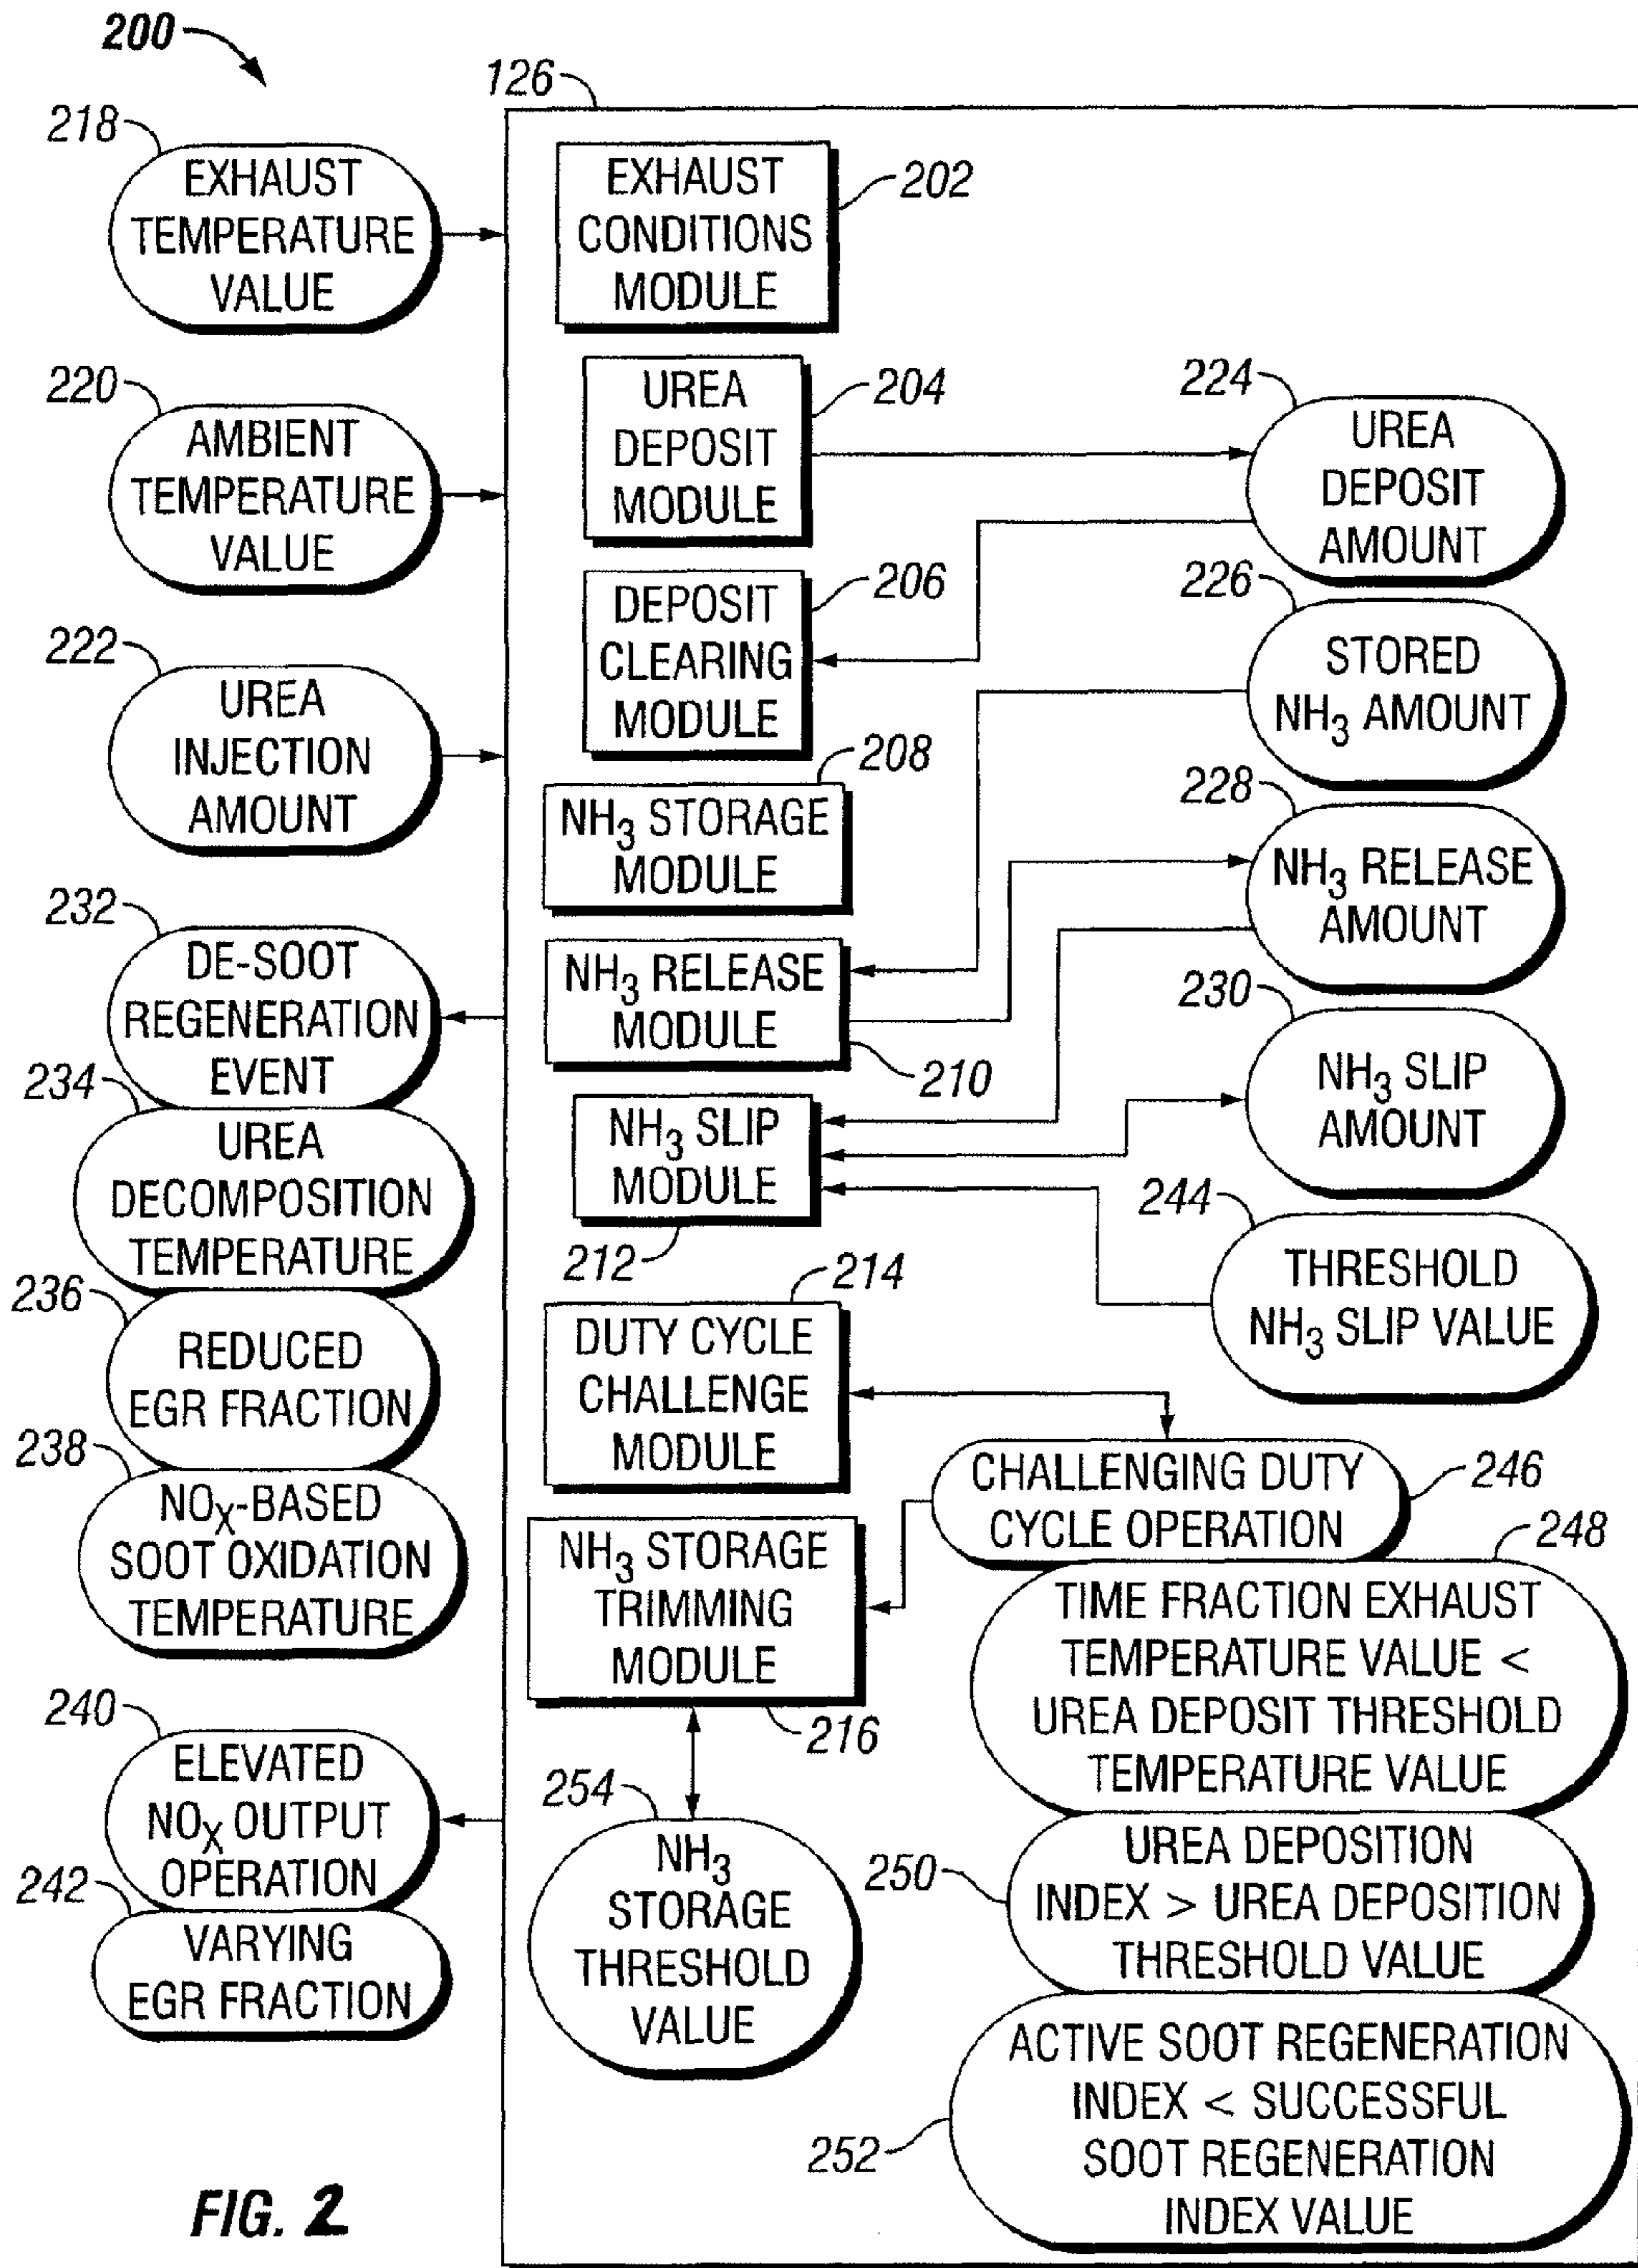 200
126
218
EXHAUST
TEMPERATURE
VALUE
220
AMBIENT
TEMPERATURE
VALUE
222
UREA
INJECTION
AMOUNT
232
DE-SOOT
REGENERATION
EVENT
234
UREA
DECOMPOSITION
TEMPERATURE
236
REDUCED
EGR FRACTION
238
NOX-BASED
SOOT OXIDATION
TEMPERATURE
240
ELEVATED
NOX OUTPUT
OPERATION
242
VARYING
EGR FRACTION
EXHAUST
CONDITIONS
MODULE
202
UREA
DEPOSIT
MODULE
204
DEPOSIT
CLEARING
MODULE
206
208
NH3 STORAGE
MODULE
NH3 RELEASE
MODULE
210
NH3 SLIP
MODULE
212
214
DUTY CYCLE
CHALLENGE
MODULE
NH3 STORAGE
TRIMMING
MODULE
216
254
NH3
STORAGE
THRESHOLD
VALUE
224
UREA
DEPOSIT
AMOUNT
226
STORED
NH3 AMOUNT
228
NH3 RELEASE
AMOUNT
230
NH3 SLIP
AMOUNT
244
THRESHOLD
NH3 SLIP VALUE
CHALLENGING DUTY
CYCLE OPERATION
246
248
TIME FRACTION EXHAUST
TEMPERATURE VALUE <
UREA DEPOSIT THRESHOLD
TEMPERATURE VALUE
250
UREA DEPOSITION
INDEX > UREA DEPOSITION
THRESHOLD VALUE
252
ACTIVE SOOT REGENERATION
INDEX < SUCCESSFUL
SOOT REGENERATION
INDEX VALUE
FIG. 2